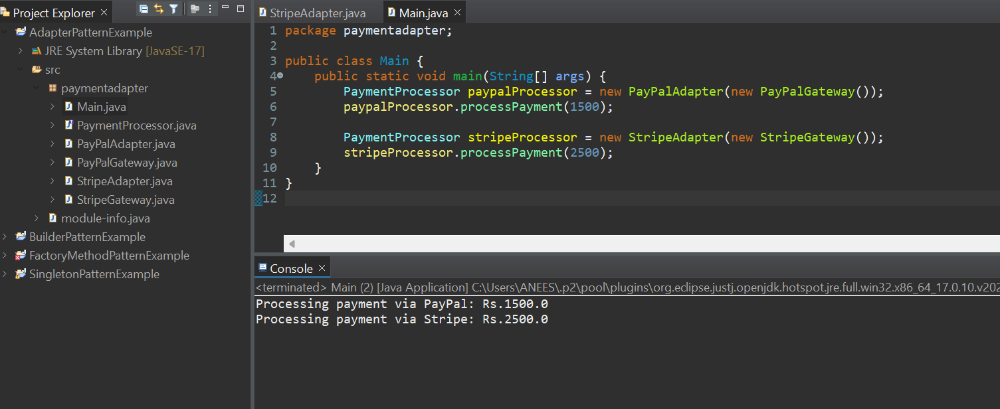 Project Explorer
AdapterPatternExample
JRE System Library [JavaSE-17]
src
paymentadapter
Main.java
PaymentProcessor.java
PayPalAdapter.java
PayPalGateway.java
StripeAdapter.java
StripeGateway.java
module-info.java
BuilderPatternExample
FactoryMethodPatternExample
SingletonPatternExample
StripeAdapter.java Main.java
1 package paymentadapter;
2
3 public class Main {
4     public static void main(String[] args) {
5         PaymentProcessor paypalProcessor = new PayPalAdapter(new PayPalGateway());
6         paypalProcessor.processPayment(1500);
7
8         PaymentProcessor stripeProcessor = new StripeAdapter(new StripeGateway());
9         stripeProcessor.processPayment(2500);
10     }
11 }
12
Console
<terminated> Main (2) [Java Application] C:\Users\ANEES\.p2\pool\plugins\org.eclipse.justj.openjdk.hotspot.jre.full.win32.x86_64_17.0.10.v202
Processing payment via PayPal: Rs.1500.0
Processing payment via Stripe: Rs.2500.0